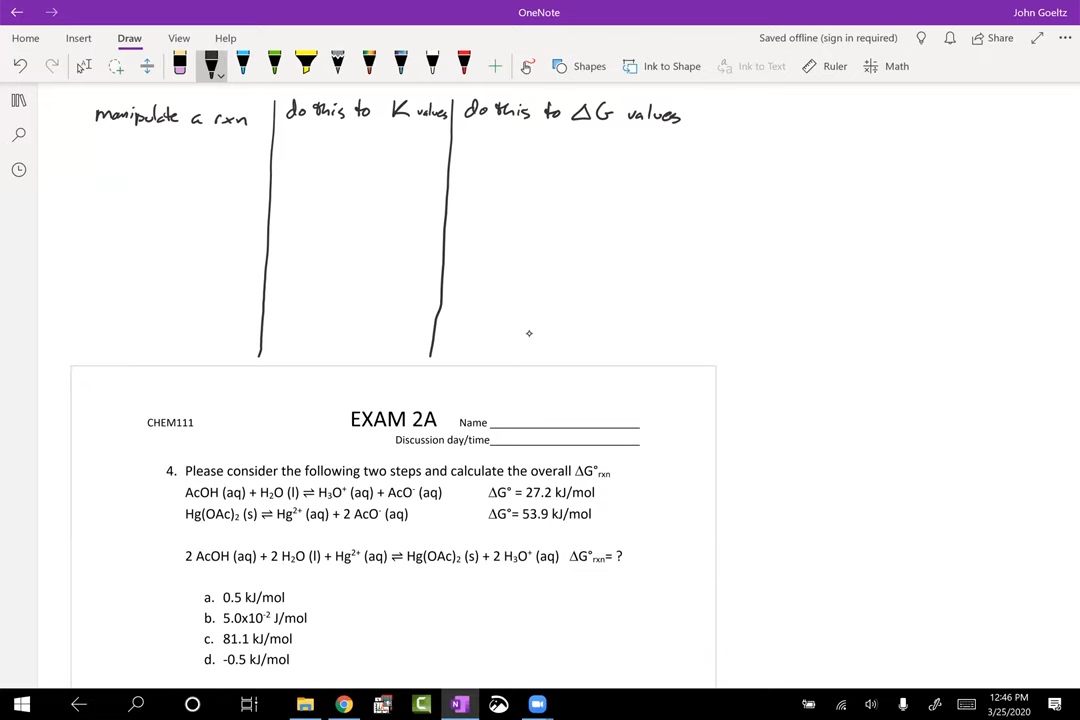 OneNote
John Goeltz
Home Insert Draw View Help
Saved offline (sign in required)
Share
Shapes
Ink to Shape
Ink to Text
Ruler
Math
manipulate a rxn
do this to K values
do this to ΔG values
CHEM111
EXAM 2A
Name
Discussion day/time
4. Please consider the following two steps and calculate the overall ΔG°rxn
AcOH (aq) + H₂O (l) ⇌ H₃O⁺ (aq) + AcO⁻ (aq) ΔG° = 27.2 kJ/mol
Hg(OAc)₂ (s) ⇌ Hg²⁺ (aq) + 2 AcO⁻ (aq) ΔG°= 53.9 kJ/mol
2 AcOH (aq) + 2 H₂O (l) + Hg²⁺ (aq) ⇌ Hg(OAc)₂ (s) + 2 H₃O⁺ (aq) ΔG°rxn= ?
a. 0.5 kJ/mol
b. 5.0x10⁻² J/mol
c. 81.1 kJ/mol
d. -0.5 kJ/mol
12:46 PM
3/25/2020